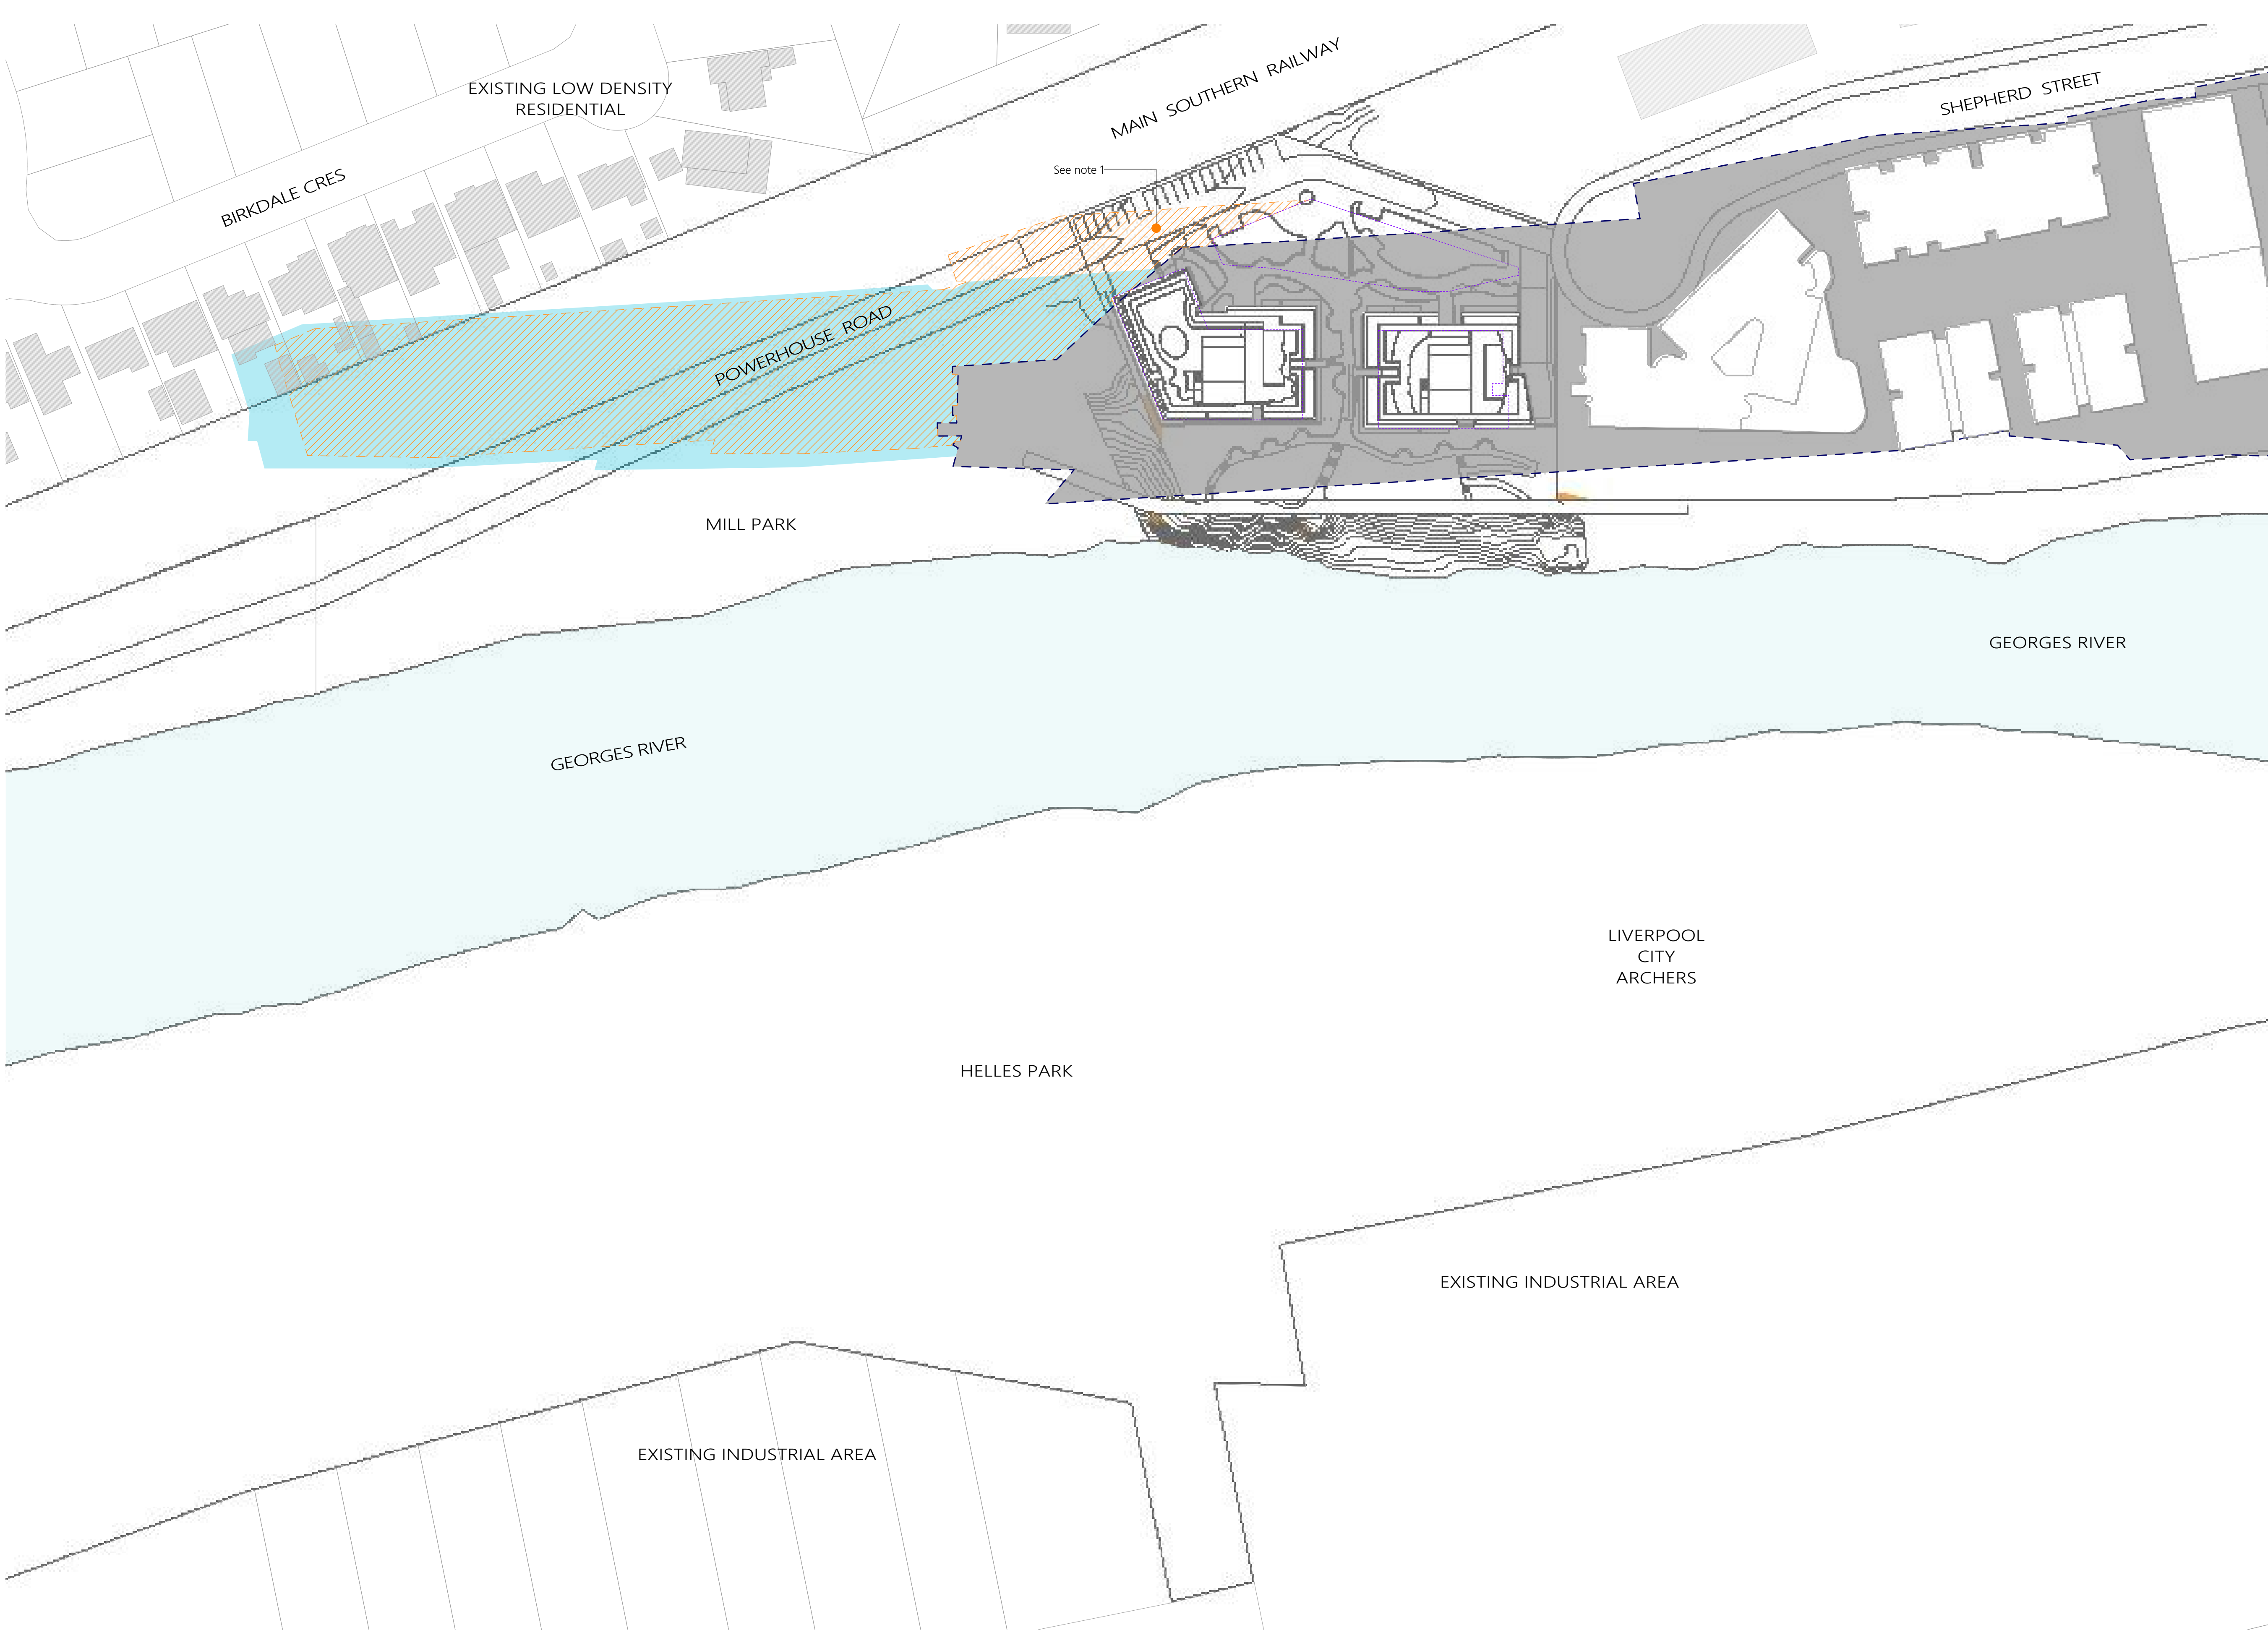 EXISTING LOW DENSITY
RESIDENTIAL
MAIN SOUTHERN RAILWAY
SHEPHERD STREET
See note 1
BIRKDALE CRES
POWERHOUSE ROAD
MILL PARK
GEORGES RIVER
GEORGES RIVER
LIVERPOOL
CITY
ARCHERS
HELLES PARK
EXISTING INDUSTRIAL AREA
EXISTING INDUSTRIAL AREA